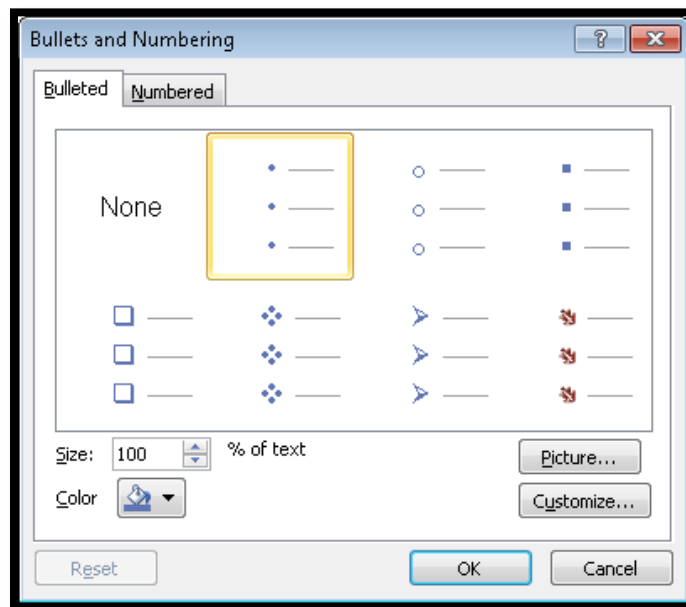 Bullets and Numbering
Bulleted Numbered
None
Size: 100 % of text
Picture...
Color
Customize...
Reset OK Cancel